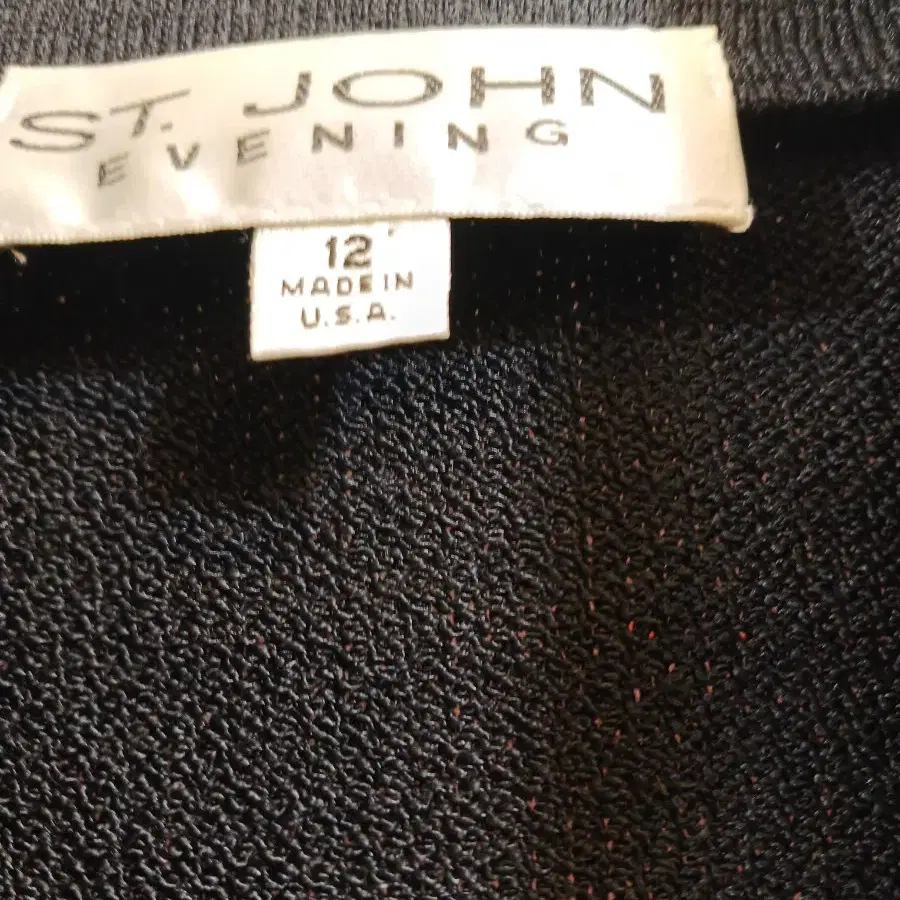 ST. JOHN
EVENING
12
MADE IN
U.S.A.